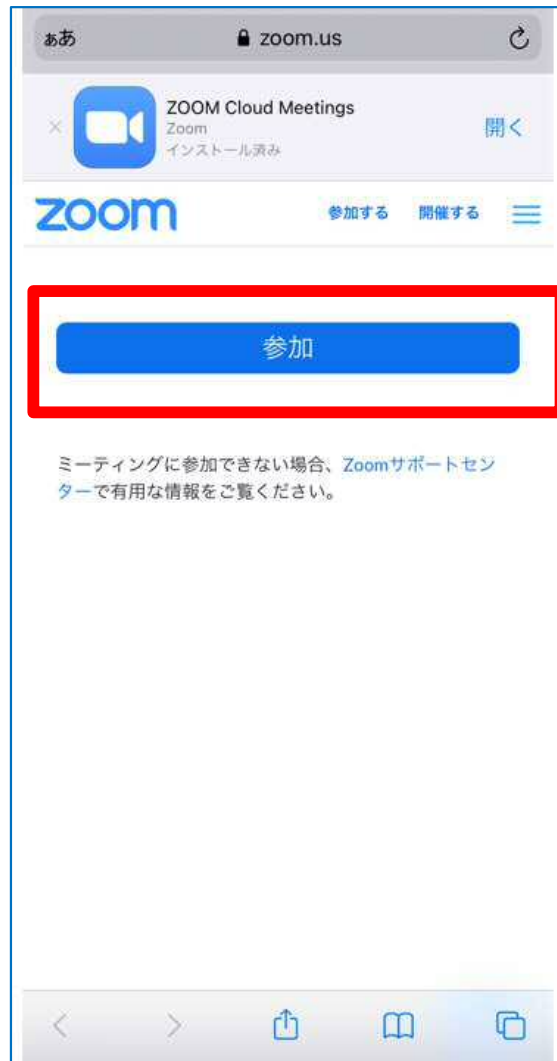 ぁあ zoom.us
ZOOM Cloud Meetings
Zoom
インストール済み
開く
zoom 参加する 開催する
参加
ミーティングに参加できない場合、Zoomサポートセン
ターで有用な情報をご覧ください。